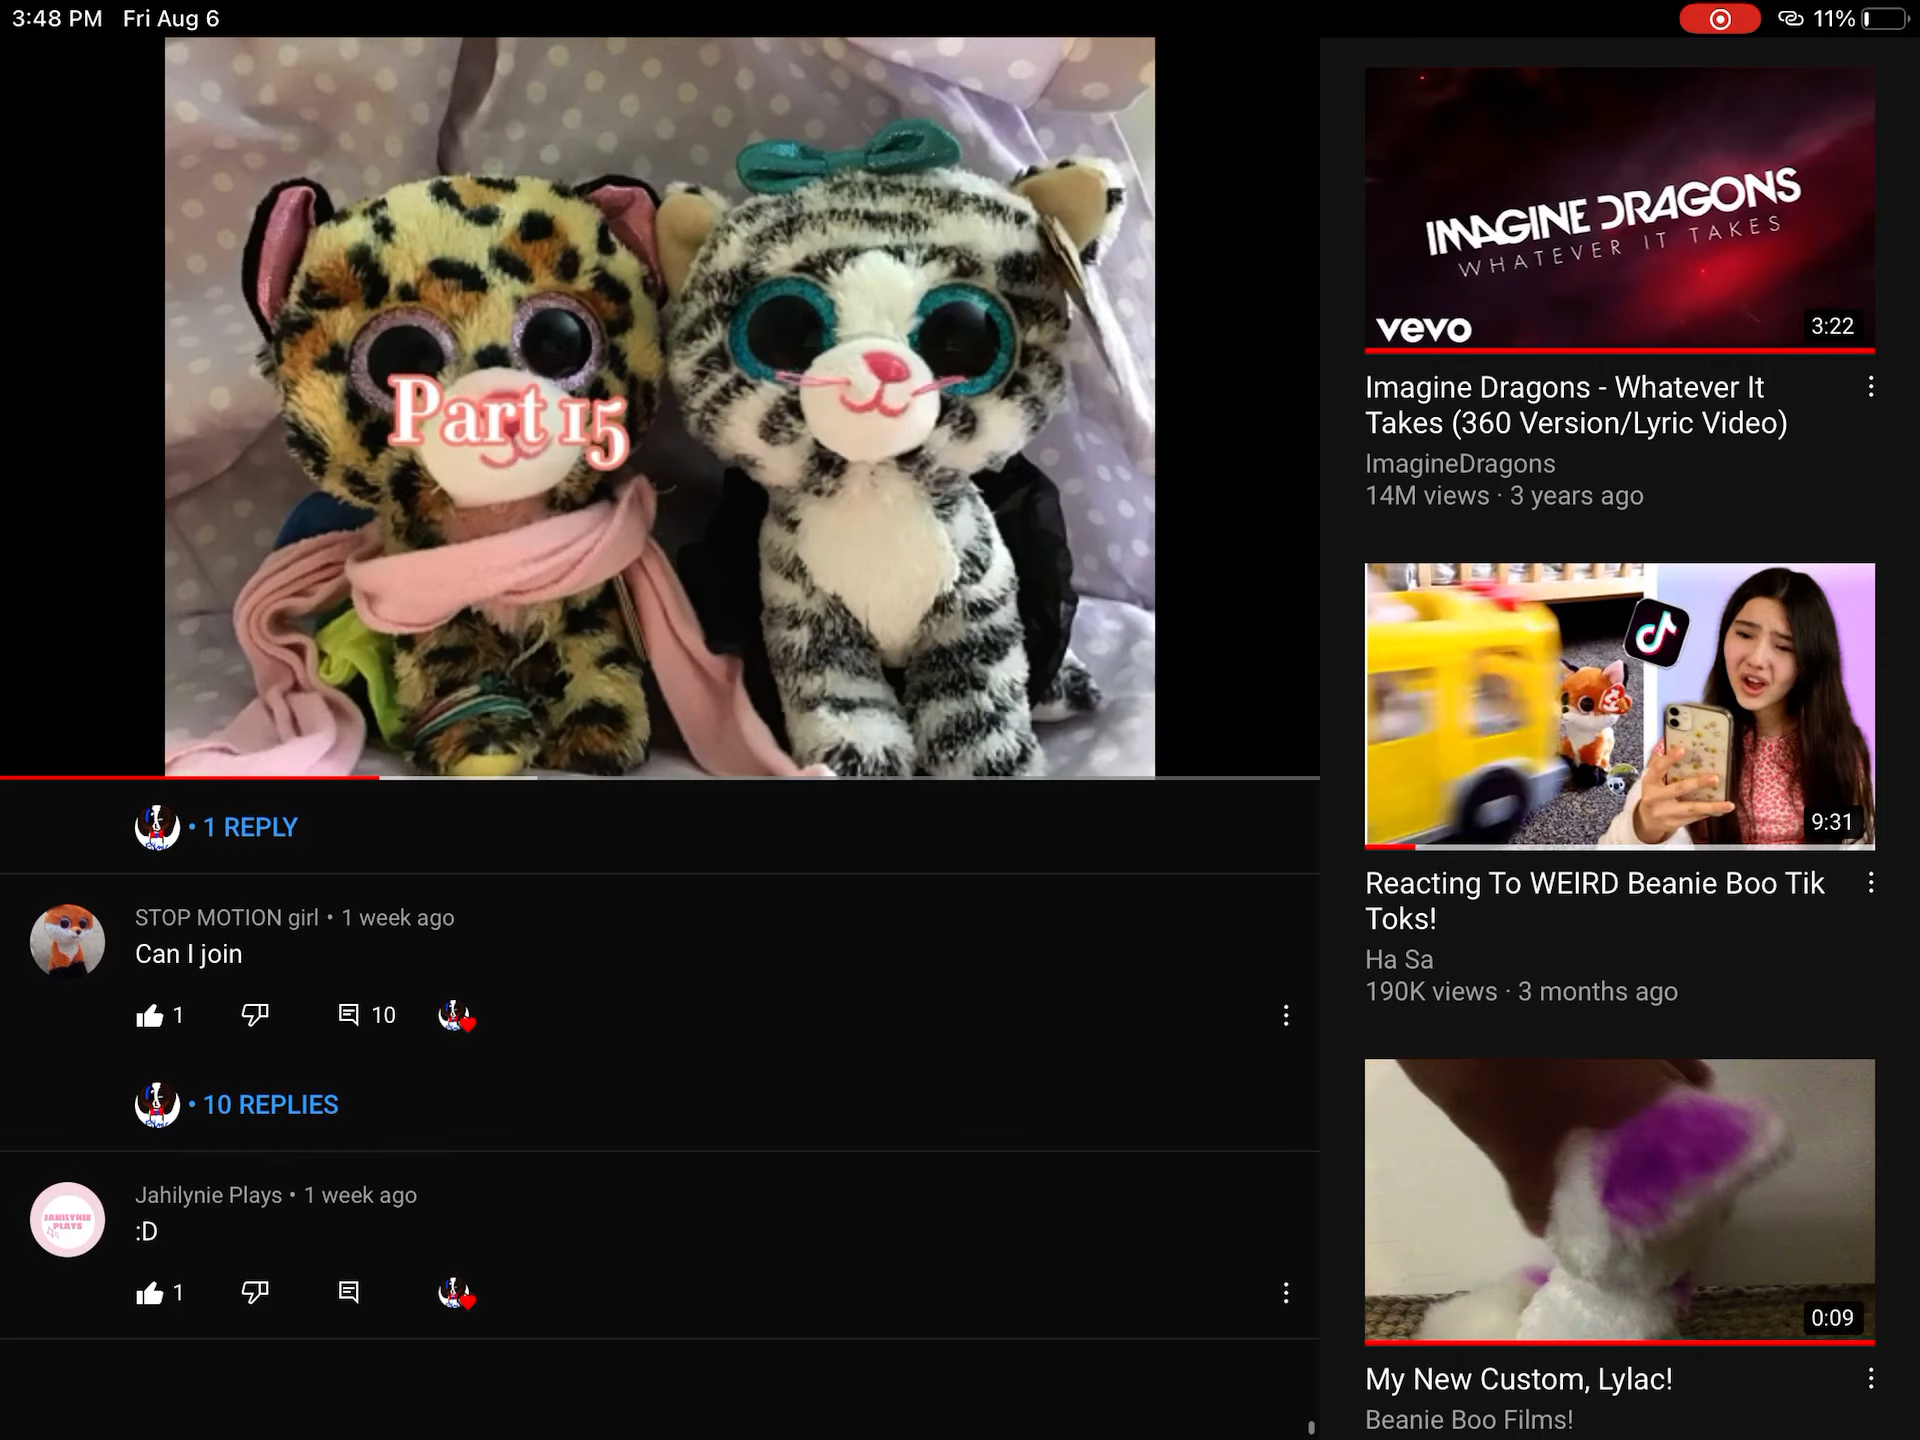 3:48 PM Fri Aug 6
11%
Part 15
• 1 REPLY
STOP MOTION girl • 1 week ago
Can I join
1
10
• 10 REPLIES
JAHILYNIE
PLAYS
Jahilynie Plays • 1 week ago
:D
1
IMAGINE DRAGONS
WHATEVER IT TAKES
vevo
3:22
Imagine Dragons - Whatever It
Takes (360 Version/Lyric Video)
ImagineDragons
14M views · 3 years ago
9:31
Reacting To WEIRD Beanie Boo Tik
Toks!
Ha Sa
190K views · 3 months ago
0:09
My New Custom, Lylac!
Beanie Boo Films!